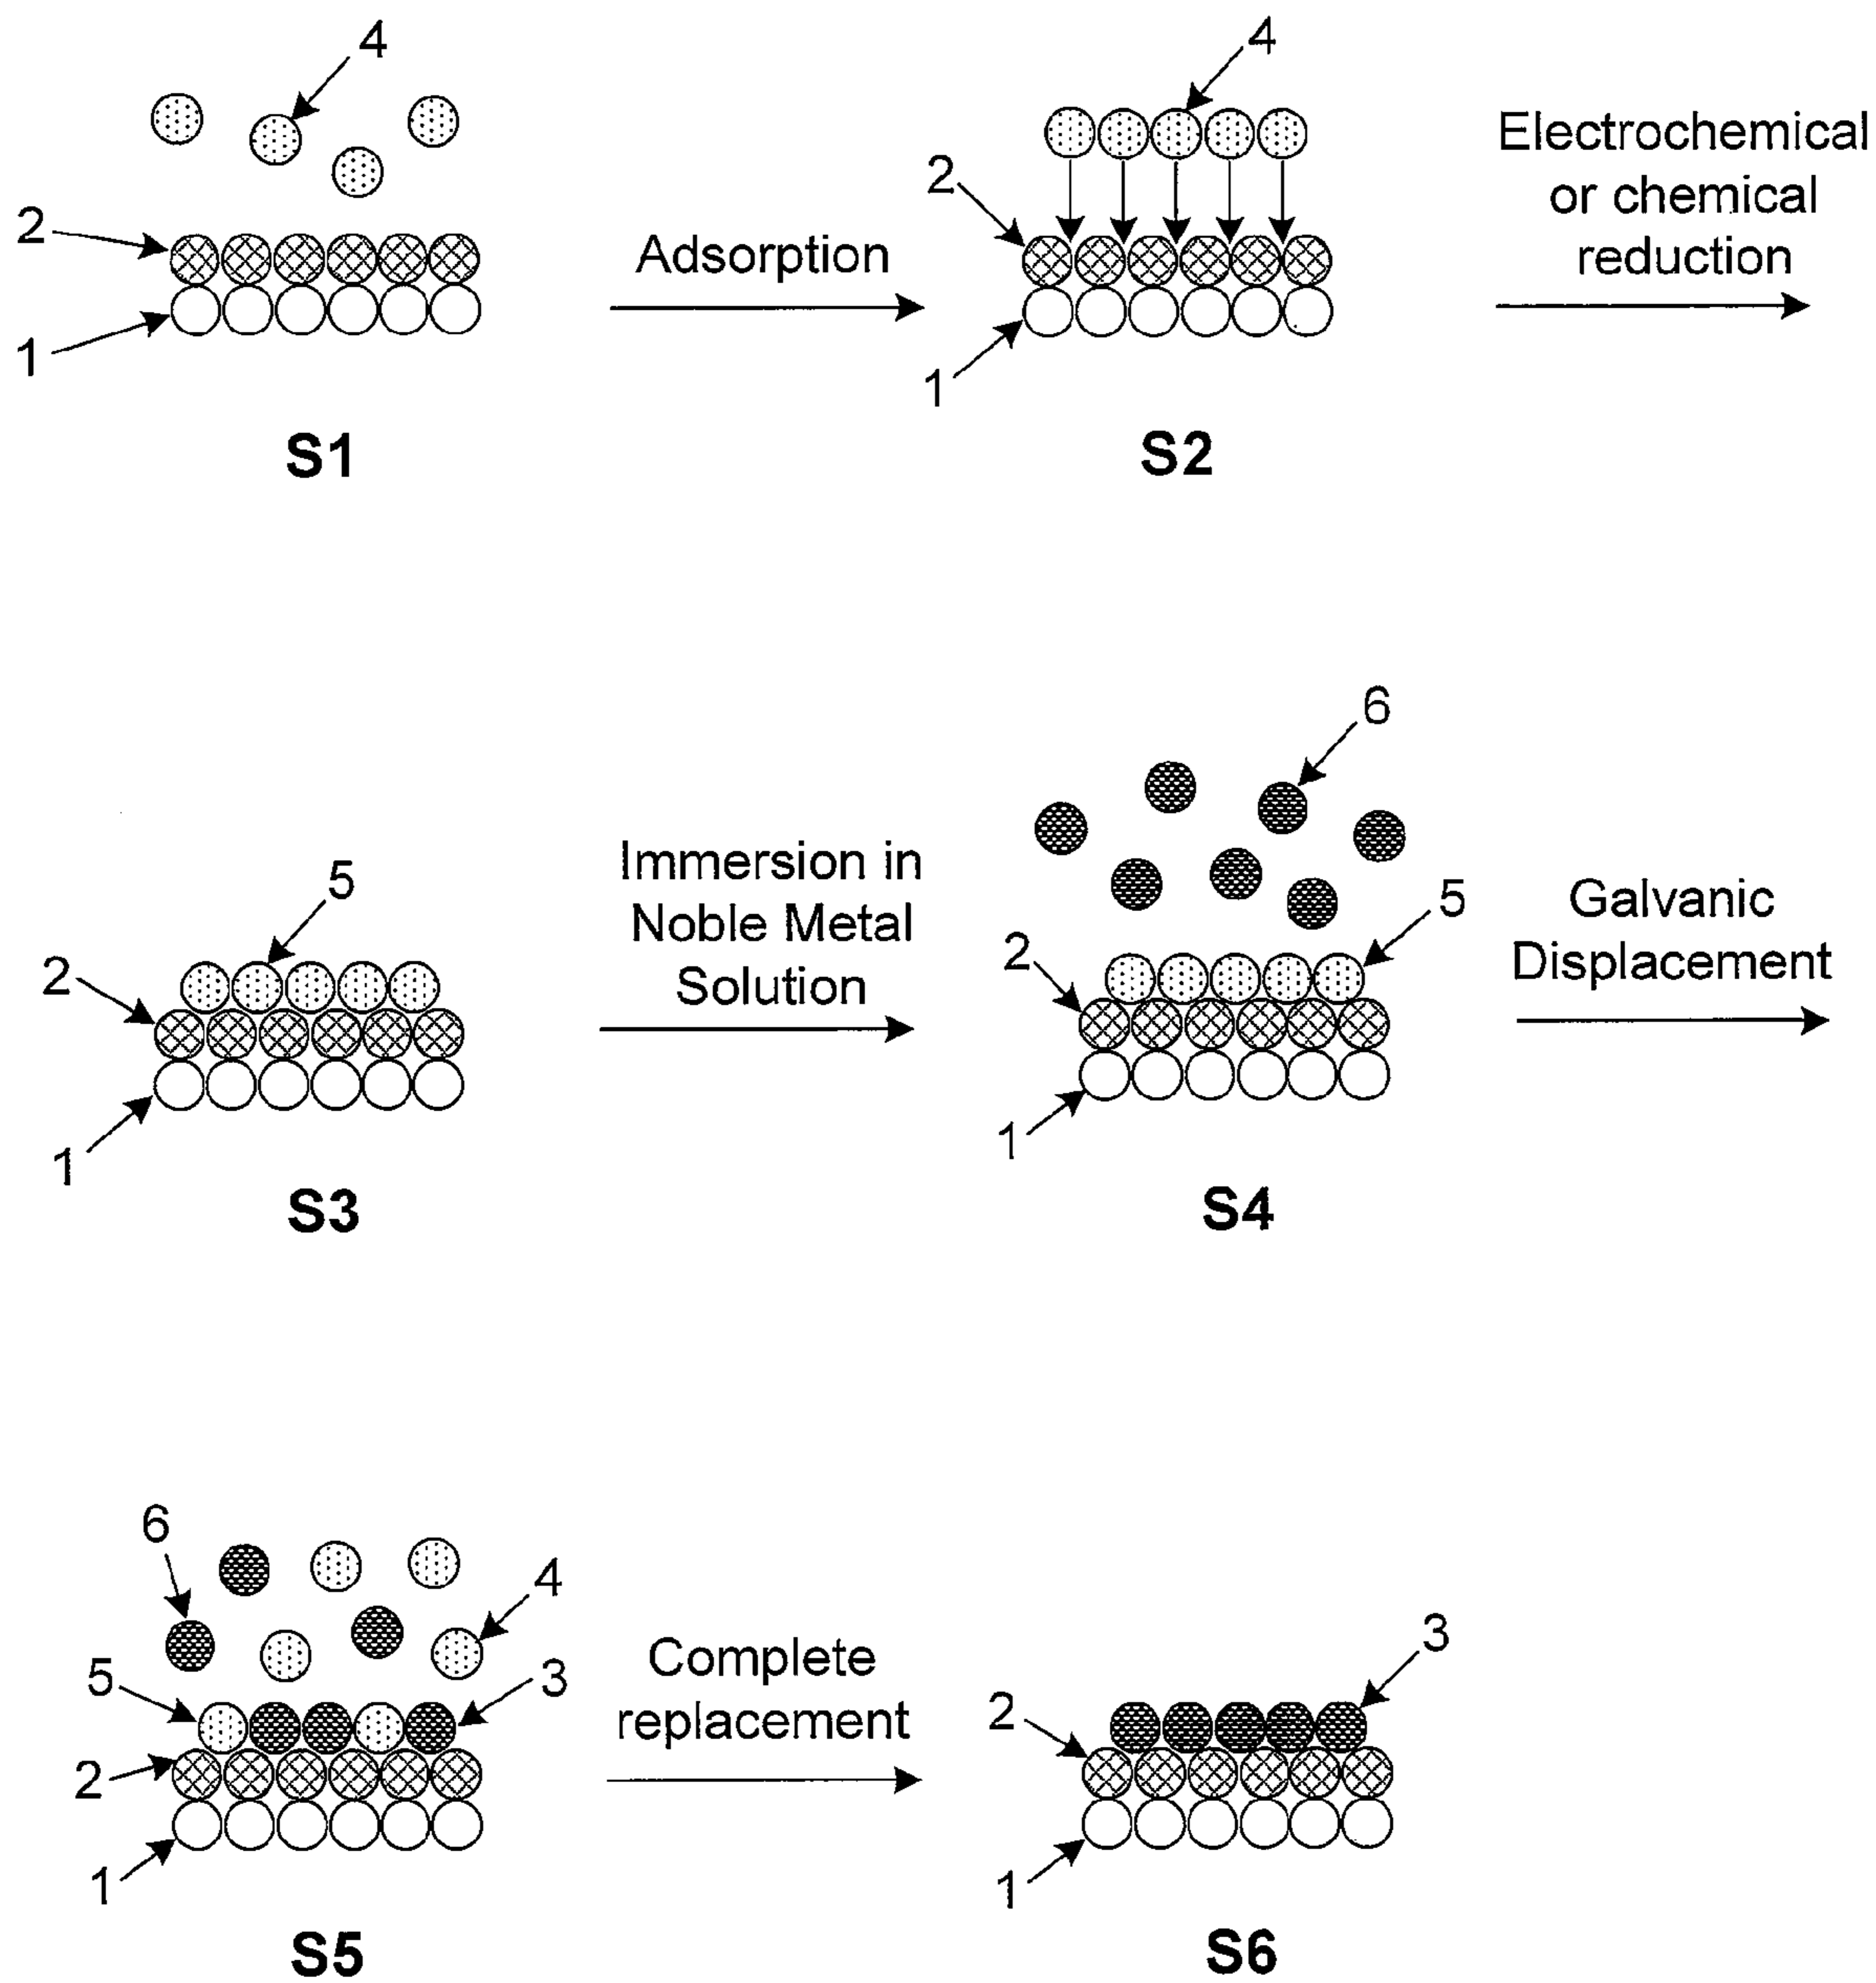 4
2
1
S1
Adsorption
4
2
1
S2
Electrochemical
or chemical
reduction
5
2
1
S3
Immersion in
Noble Metal
Solution
6
5
2
1
S4
Galvanic
Displacement
6
4
5
3
2
1
S5
Complete
replacement
3
2
1
S6